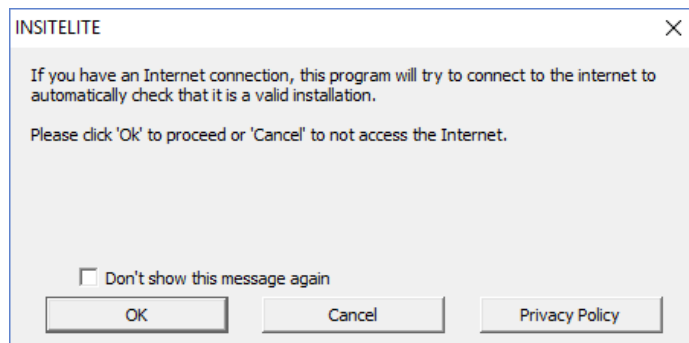 INSITELITE
If you have an Internet connection, this program will try to connect to the internet to
automatically check that it is a valid installation.
Please click 'Ok' to proceed or 'Cancel' to not access the Internet.
Don't show this message again
OK Cancel Privacy Policy